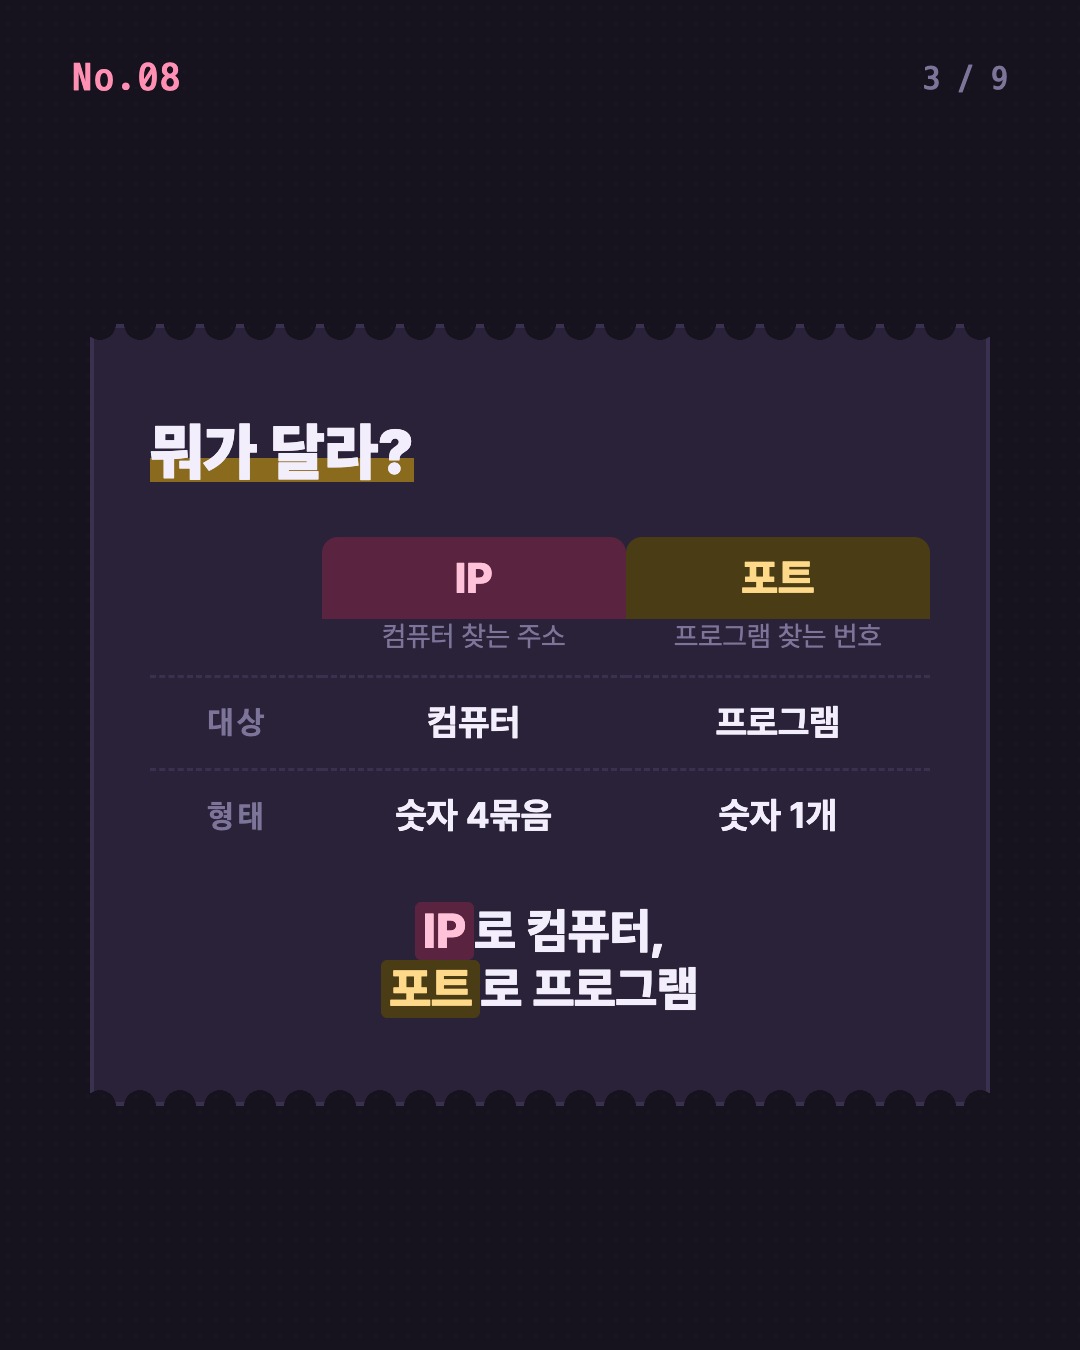 No.08
3 / 9
뭐가 달라?
IP 포트
컴퓨터 찾는 주소 프로그램 찾는 번호
대상 컴퓨터 프로그램
형태 숫자 4묶음 숫자 1개
IP로 컴퓨터,
포트로 프로그램